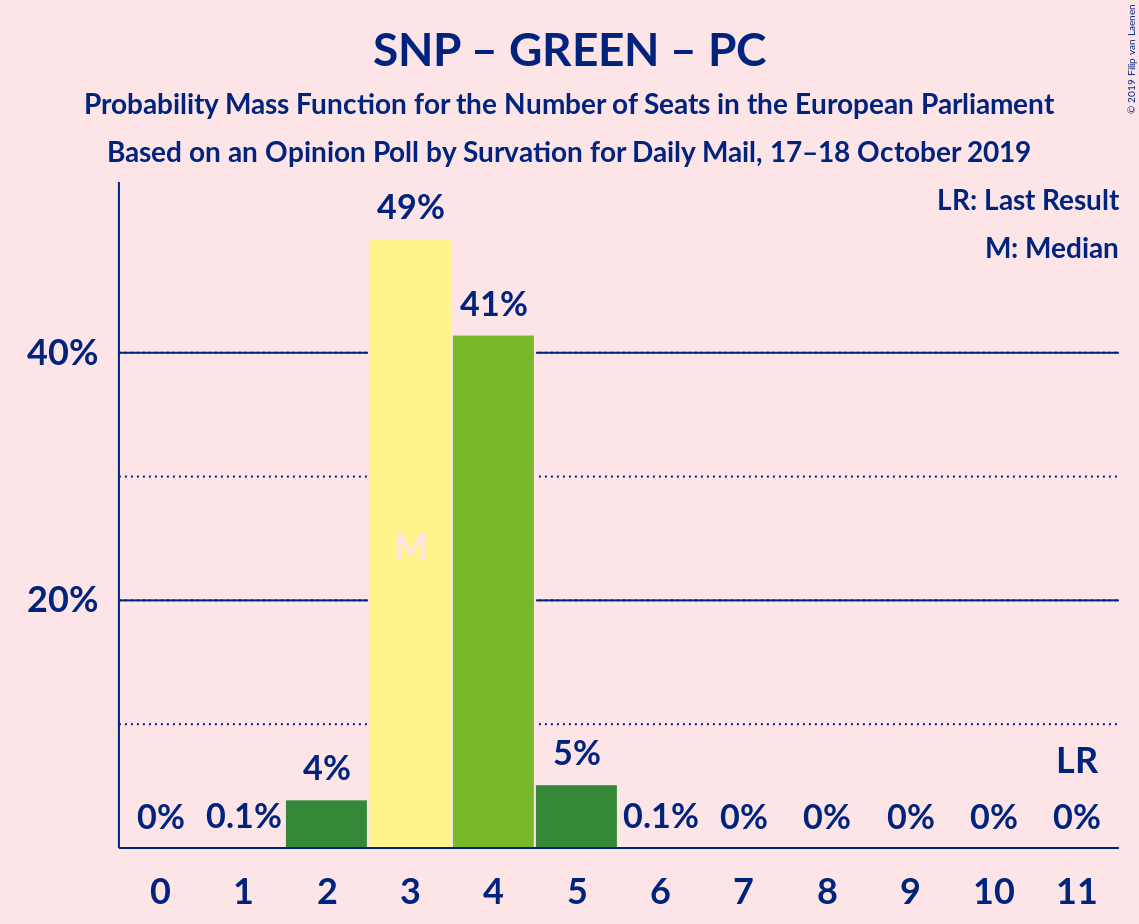 SNP – GREEN – PC
Probability Mass Function for the Number of Seats in the European Parliament
Based on an Opinion Poll by Survation for Daily Mail, 17–18 October 2019
© 2019 Filip van Laenen
LR: Last Result
M: Median
49%
41%
40%
M
20%
4%
5%
LR
0% 0.1% 0.1% 0% 0% 0% 0% 0%
0 1 2 3 4 5 6 7 8 9 10 11